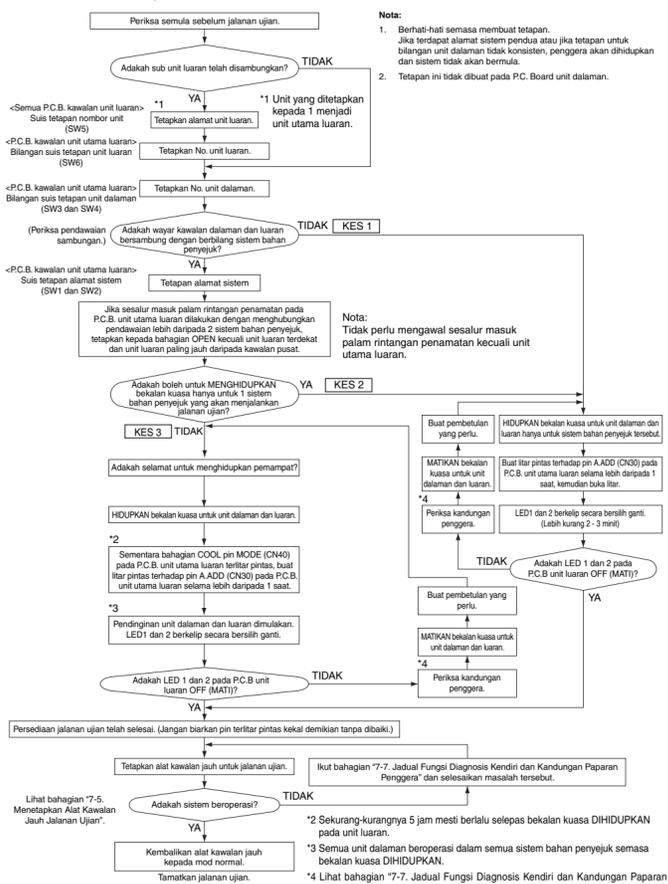 Periksa semula sebelum jalanan ujian.
Nota:
1. Berhati-hati semasa membuat tetapan.
Jika terdapat alamat sistem pendua atau jika tetapan untuk
bilangan unit dalaman tidak konsisten, penggera akan dihidupkan
dan sistem tidak akan bermula.
2. Tetapan ini tidak dibuat pada P.C. Board unit dalaman.
Adakah sub unit luaran telah disambungkan?
TIDAK
YA
<Semua P.C.B. kawalan unit luaran>
Suis tetapan nombor unit
(SW5)
*1
Tetapkan alamat unit luaran.
*1 Unit yang ditetapkan
kepada 1 menjadi
unit utama luaran.
<P.C.B. kawalan unit utama luaran>
Bilangan suis tetapan unit luaran
(SW6)
Tetapkan No. unit luaran.
<P.C.B. kawalan unit utama luaran>
Bilangan suis tetapan unit dalaman
(SW3 dan SW4)
Tetapkan No. unit dalaman.
(Periksa pendawaian
sambungan.)
Adakah wayar kawalan dalaman dan luaran
bersambung dengan berbilang sistem bahan
penyejuk?
TIDAK
KES 1
YA
<P.C.B. kawalan unit utama luaran>
Suis tetapan alamat sistem
(SW1 dan SW2)
Tetapan alamat sistem
Jika sesalur masuk palam rintangan penamatan pada
P.C.B. unit utama luaran dilakukan dengan menghubungkan
pendawaian lebih daripada 2 sistem bahan penyejuk,
tetapkan kepada bahagian OPEN kecuali unit luaran terdekat
dan unit luaran paling jauh daripada kawalan pusat.
Nota:
Tidak perlu mengawal sesalur masuk
palam rintangan penamatan kecuali unit
utama luaran.
Adakah boleh untuk MENGHIDUPKAN
bekalan kuasa hanya untuk 1 sistem
bahan penyejuk yang akan menjalankan
jalanan ujian?
YA
KES 2
KES 3
TIDAK
Buat pembetulan
yang perlu.
HIDUPKAN bekalan kuasa untuk unit dalaman dan
luaran hanya untuk sistem bahan penyejuk tersebut.
Adakah selamat untuk menghidupkan pemampat?
MATIKAN bekalan
kuasa untuk unit
dalaman dan luaran.
Buat litar pintas terhadap pin A.ADD (CN30) pada
P.C.B. unit utama luaran selama lebih daripada 1
saat, kemudian buka litar.
*4
HIDUPKAN bekalan kuasa untuk unit dalaman dan luaran.
Periksa kandungan
penggera.
LED1 dan 2 berkelip secara bersilih ganti.
(Lebih kurang 2 - 3 minit)
*2
Sementara bahagian COOL pin MODE (CN40)
pada P.C.B. unit utama luaran terlitar pintas, buat
litar pintas terhadap pin A.ADD (CN30) pada P.C.B.
unit utama luaran selama lebih daripada 1 saat.
TIDAK
Adakah LED 1 dan 2 pada
P.C.B unit luaran OFF (MATI)?
YA
*3
Pendinginan unit dalaman dan luaran dimulakan.
LED1 dan 2 berkelip secara bersilih ganti.
Buat pembetulan yang
perlu.
MATIKAN bekalan kuasa untuk
unit dalaman dan luaran.
*4
Adakah LED 1 dan 2 pada P.C.B unit
luaran OFF (MATI)?
TIDAK
Periksa kandungan
penggera.
YA
Persediaan jalanan ujian telah selesai. (Jangan biarkan pin terlitar pintas kekal demikian tanpa dibaiki.)
Tetapkan alat kawalan jauh untuk jalanan ujian.
Ikut bahagian "7-7. Jadual Fungsi Diagnosis Kendiri dan Kandungan Paparan
Penggera" dan selesaikan masalah tersebut.
Lihat bahagian "7-5.
Menetapkan Alat Kawalan
Jauh Jalanan Ujian".
Adakah sistem beroperasi?
TIDAK
YA
Kembalikan alat kawalan jauh
kepada mod normal.
Tamatkan jalanan ujian.
*2 Sekurang-kurangnya 5 jam mesti berlalu selepas bekalan kuasa DIHIDUPKAN
pada unit luaran.
*3 Semua unit dalaman beroperasi dalam semua sistem bahan penyejuk semasa
bekalan kuasa DIHIDUPKAN.
*4 Lihat bahagian "7-7. Jadual Fungsi Diagnosis Kendiri dan Kandungan Paparan